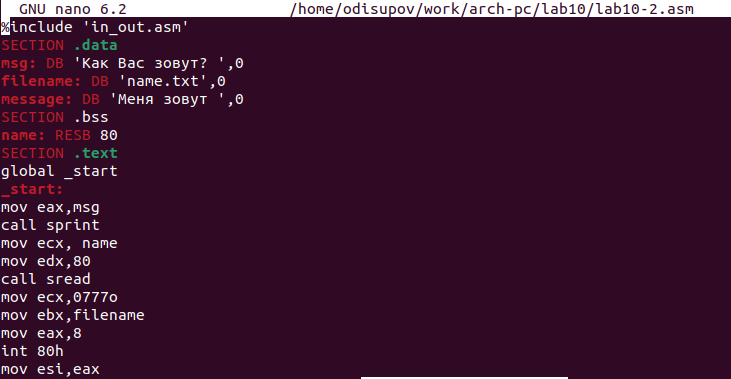 GNU nano 6.2 /home/odisupov/work/arch-pc/lab10/lab10-2.asm
%include 'in_out.asm'
SECTION .data
msg: DB 'Как Вас зовут? ',0
filename: DB 'name.txt',0
message: DB 'Меня зовут ',0
SECTION .bss
name: RESB 80
SECTION .text
global _start
_start:
mov eax,msg
call sprint
mov ecx, name
mov edx,80
call sread
mov ecx,0777o
mov ebx,filename
mov eax,8
int 80h
mov esi,eax